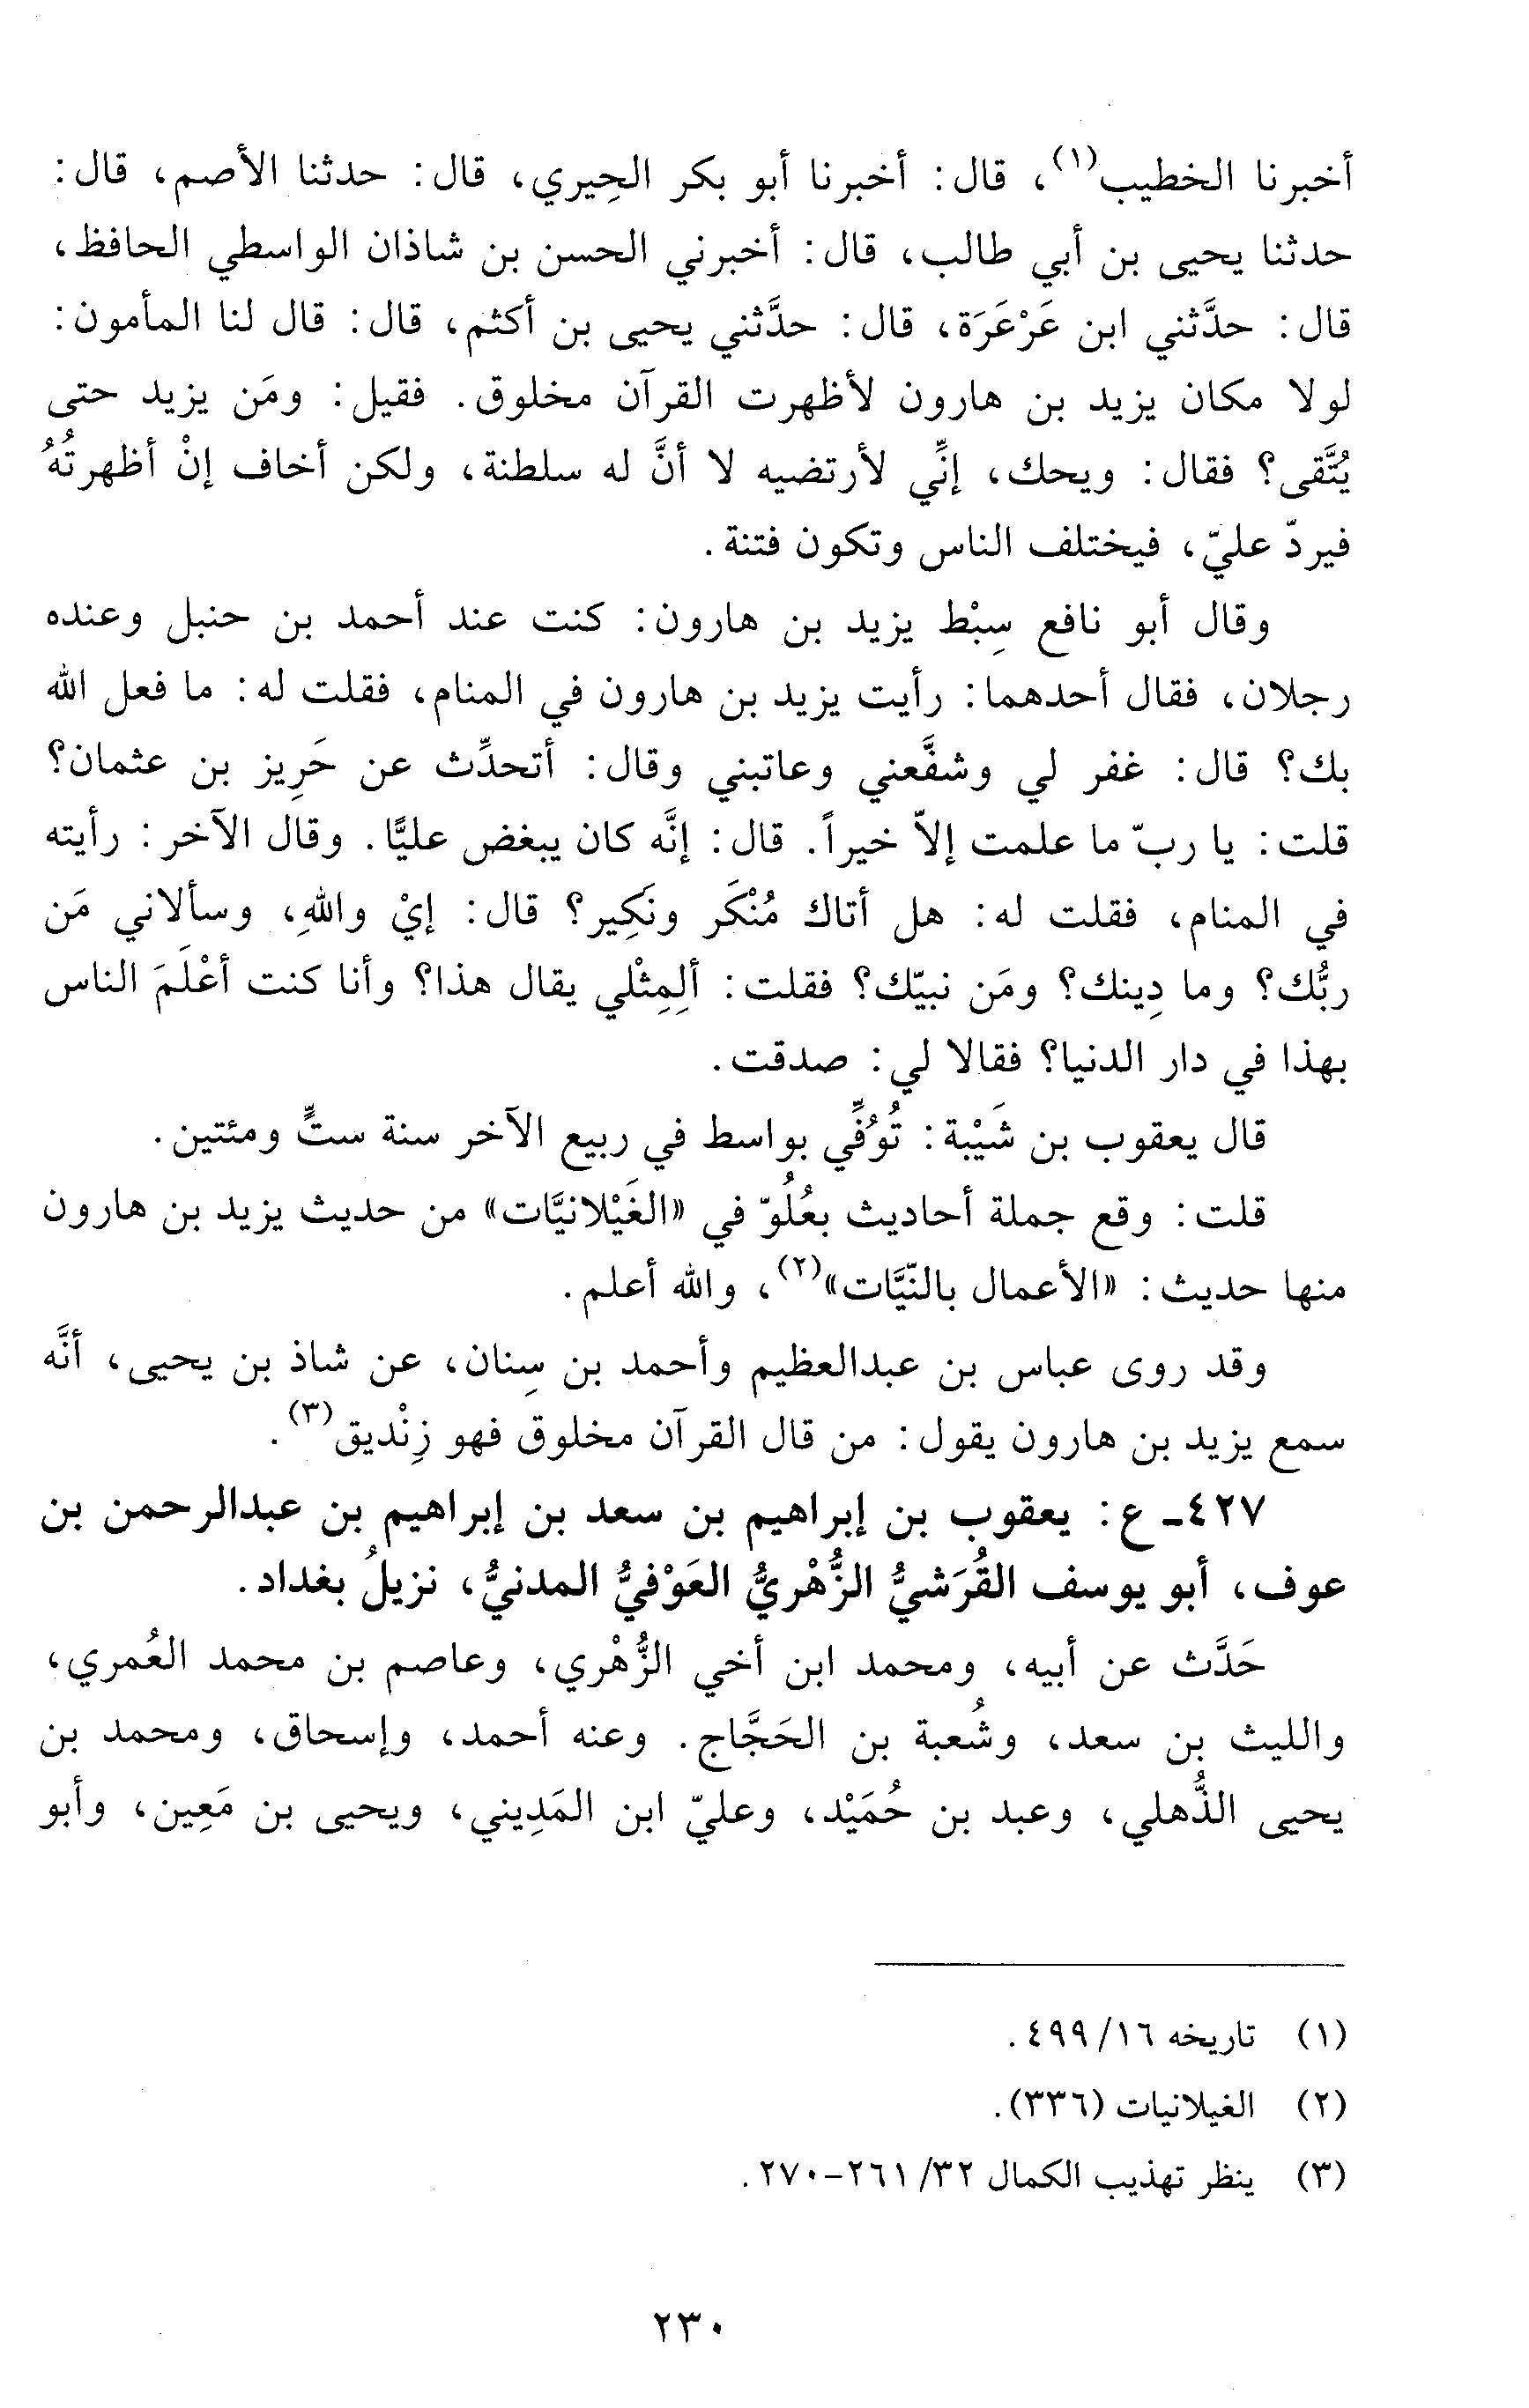 أخبرنا الخطيب(١)، قال: أخبرنا أبو بكر الحِيري، قال: حدثنا الأصم، قال:
حدثنا يحيى بن أبي طالب، قال: أخبرني الحسن بن شاذان الواسطي الحافظ،
قال: حدَّثني ابن عَرْعَرَة، قال: حدَّثني يحيى بن أكثم، قال: قال لنا المأمون:
لولا مكان يزيد بن هارون لأظهرت القرآن مخلوق. فقيل: ومَن يزيد حتى
يُتَّقى؟ فقال: ويحك، إنِّي لأرتضيه لا أنَّ له سلطنة، ولكن أخاف إنْ أظهرتُهُ
فيردّ عليّ، فيختلف الناس وتكون فتنة.
وقال أبو نافع سِبْط يزيد بن هارون: كنت عند أحمد بن حنبل وعنده
رجلان، فقال أحدهما: رأيت يزيد بن هارون في المنام، فقلت له: ما فعل الله
بك؟ قال: غفر لي وشفَّعني وعاتبني وقال: أتحدِّث عن حَرِيز بن عثمان؟
قلت: يا ربّ ما علمت إلاّ خيراً. قال: إنَّه كان يبغض عليًّا. وقال الآخر: رأيته
في المنام، فقلت له: هل أتاك مُنْكَر ونَكِير؟ قال: إيْ واللهِ، وسألاني مَن
ربُّك؟ وما دِينك؟ ومَن نبيّك؟ فقلت: ألِمِثْلي يقال هذا؟ وأنا كنت أعْلَمَ الناس
بهذا في دار الدنيا؟ فقالا لي: صدقت.
قال يعقوب بن شَيْبة: تُوُفِّي بواسط في ربيع الآخر سنة ستٍّ ومئتين.
قلت: وقع جملة أحاديث بعُلُوّ في «الغَيْلانيَّات» من حديث يزيد بن هارون
منها حديث: «الأعمال بالنّيَّات»(٢)، والله أعلم.
وقد روى عباس بن عبدالعظيم وأحمد بن سِنان، عن شاذ بن يحيى، أنَّه
سمع يزيد بن هارون يقول: من قال القرآن مخلوق فهو زِنْديق(٣).
٤٢٧ـ ع: يعقوب بن إبراهيم بن سعد بن إبراهيم بن عبدالرحمن بن
عوف، أبو يوسف القُرَشيُّ الزُّهْريُّ العَوْفيُّ المدنيُّ، نزيلُ بغداد.
حَدَّث عن أبيه، ومحمد ابن أخي الزُّهْري، وعاصم بن محمد العُمري،
والليث بن سعد، وشُعبة بن الحَجَّاج. وعنه أحمد، وإسحاق، ومحمد بن
يحيى الذُّهلي، وعبد بن حُمَيْد، وعليّ ابن المَدِيني، ويحيى بن مَعِين، وأبو
(١) تاريخه ١٦/ ٤٩٩.
(٢) الغيلانيات (٣٣٦).
(٣) ينظر تهذيب الكمال ٣٢/ ٢٦١-٢٧٠.
٢٣٠